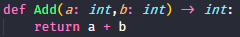 def Add(a: int,b: int) -> int:
    return a + b